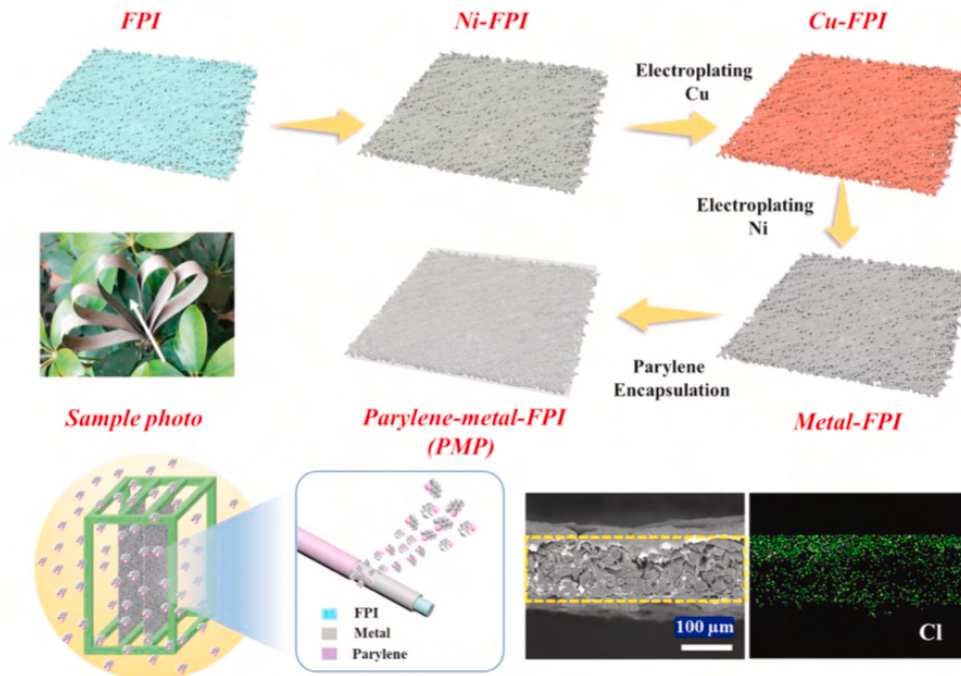 FPI
Ni-FPI
Cu-FPI
Electroplating
Cu
Electroplating
Ni
Parylene
Encapsulation
Sample photo
Parylene-metal-FPI
(PMP)
Metal-FPI
FPI
Metal
Parylene
100 µm
Cl